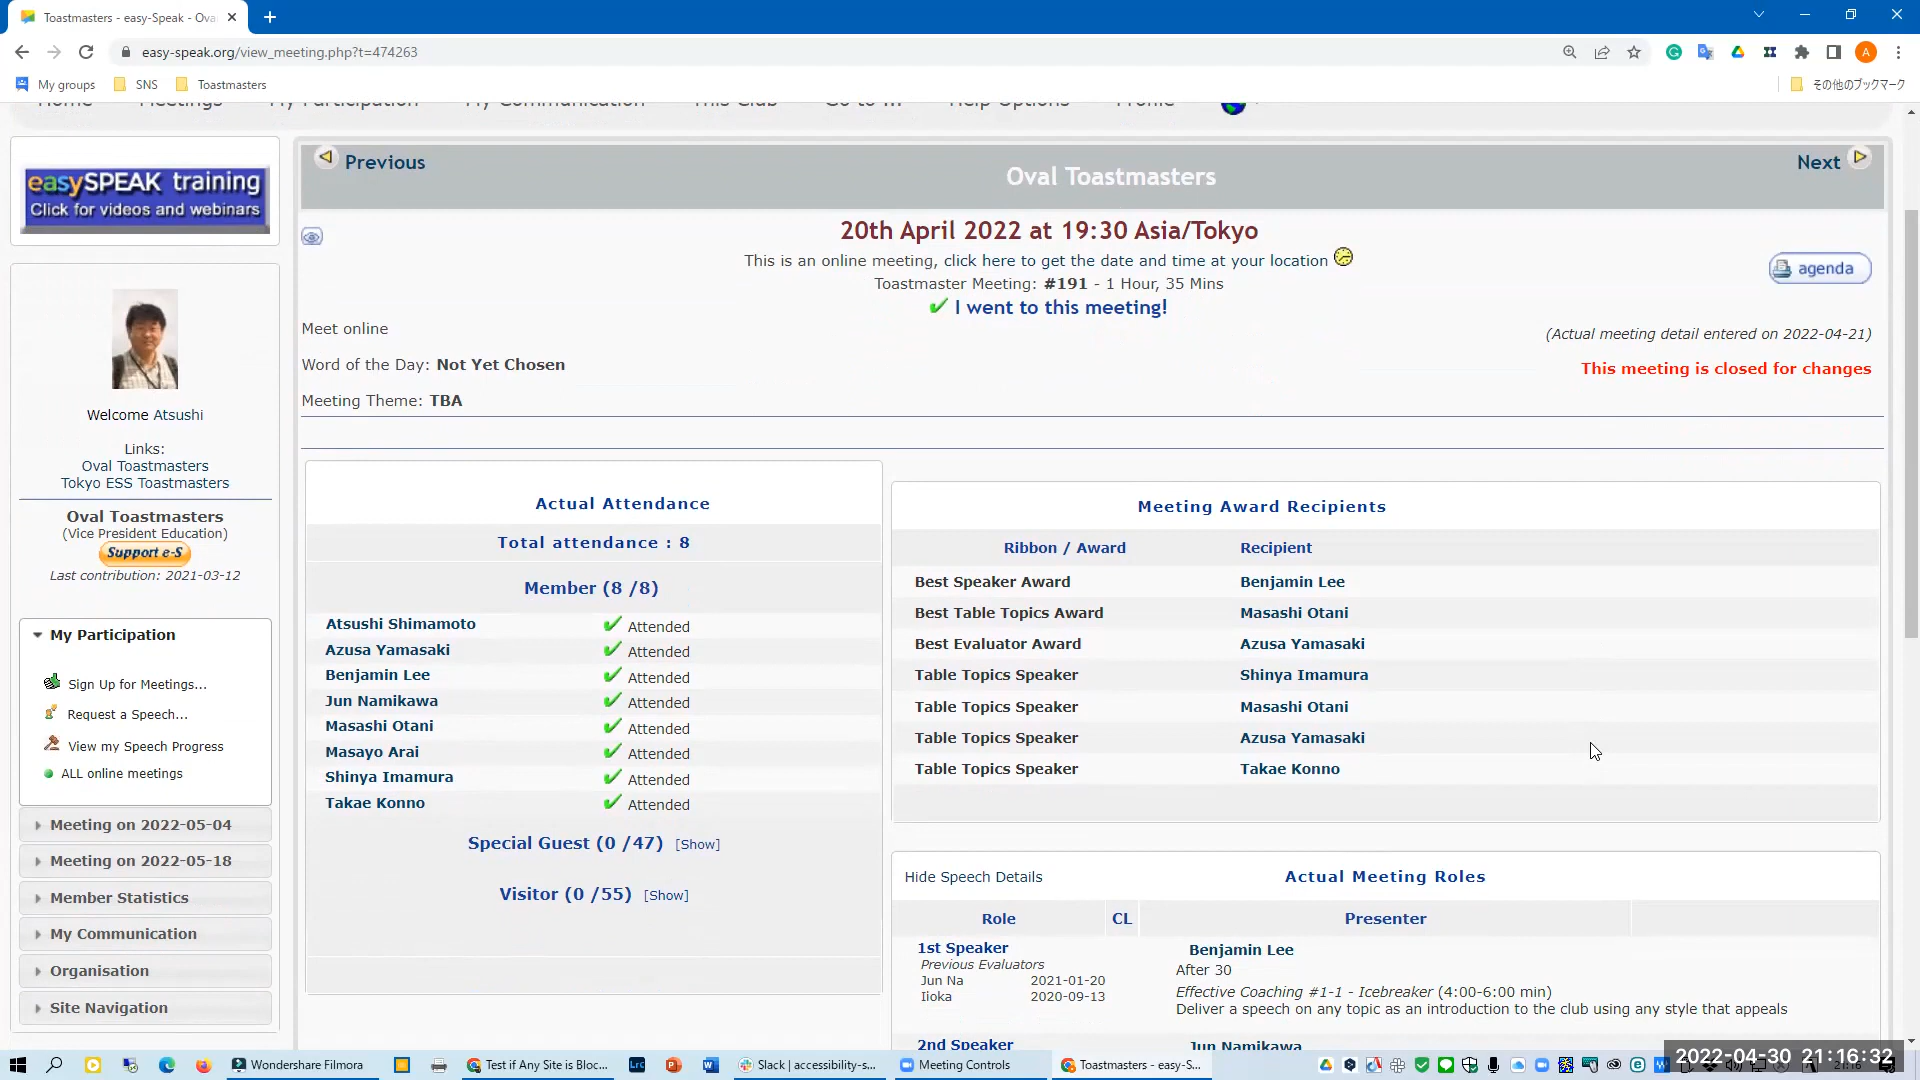 Toastmasters - easy-Speak - Ova
easy-speak.org/view_meeting.php?t=474263
A
My groups
SNS
Toastmasters
その他のブックマーク
Home Meetings My Participation My Communication This Club Go to ... Help Options Profile
easySPEAK training
Click for videos and webinars
Previous
Oval Toastmasters
Next
20th April 2022 at 19:30 Asia/Tokyo
This is an online meeting, click here to get the date and time at your location
agenda
Toastmaster Meeting: #191 - 1 Hour, 35 Mins
I went to this meeting!
Meet online
(Actual meeting detail entered on 2022-04-21)
Word of the Day: Not Yet Chosen
This meeting is closed for changes
Meeting Theme: TBA
Welcome Atsushi
Links:
Oval Toastmasters
Tokyo ESS Toastmasters
Oval Toastmasters
(Vice President Education)
Support e-S
Last contribution: 2021-03-12
My Participation
Sign Up for Meetings...
Request a Speech...
View my Speech Progress
ALL online meetings
Meeting on 2022-05-04
Meeting on 2022-05-18
Member Statistics
My Communication
Organisation
Site Navigation
Actual Attendance
Total attendance : 8
Member (8 /8)
Atsushi Shimamoto Attended
Azusa Yamasaki Attended
Benjamin Lee Attended
Jun Namikawa Attended
Masashi Otani Attended
Masayo Arai Attended
Shinya Imamura Attended
Takae Konno Attended
Special Guest (0 /47) [Show]
Visitor (0 /55) [Show]
Meeting Award Recipients
Ribbon / Award Recipient
Best Speaker Award Benjamin Lee
Best Table Topics Award Masashi Otani
Best Evaluator Award Azusa Yamasaki
Table Topics Speaker Shinya Imamura
Table Topics Speaker Masashi Otani
Table Topics Speaker Azusa Yamasaki
Table Topics Speaker Takae Konno
Hide Speech Details
Actual Meeting Roles
Role CL Presenter
1st Speaker
Benjamin Lee
Previous Evaluators
After 30
Jun Na 2021-01-20
Effective Coaching #1-1 - Icebreaker (4:00-6:00 min)
Iioka 2020-09-13
Deliver a speech on any topic as an introduction to the club using any style that appeals
2nd Speaker
Jun Namikawa
Wondershare Filmora
Lrc
Test if Any Site is Bloc...
Slack | accessibility-s...
Meeting Controls
Toastmasters - easy-S...
2022-04-30 21:16:32